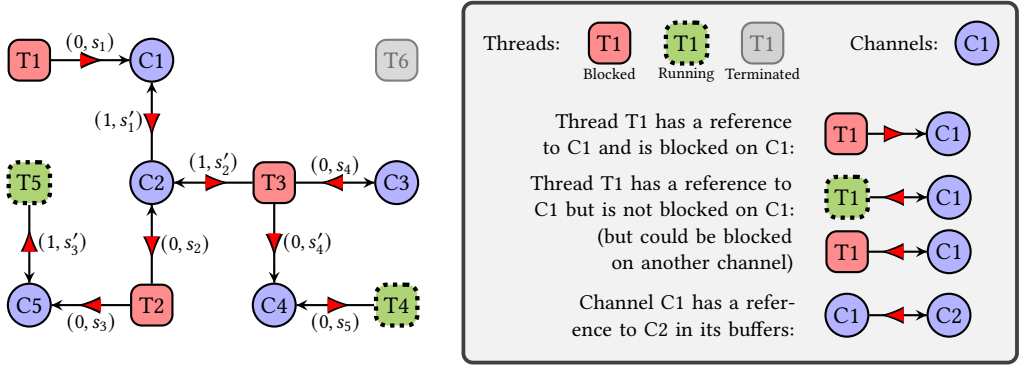 (0, s₁)
T1
C1
T6
(1, s′₁)
(1, s′₂)
(0, s₄)
T5
C2
T3
C3
(1, s′₃)
(0, s₂)
(0, s′₄)
C5
T2
C4
T4
(0, s₃)
(0, s₅)
Threads:
T1
T1
T1
Channels:
C1
Blocked
Running
Terminated
Thread T1 has a reference
to C1 and is blocked on C1:
T1
C1
Thread T1 has a reference to
C1 but is not blocked on C1:
(but could be blocked
on another channel)
T1
C1
T1
C1
Channel C1 has a refer-
ence to C2 in its buffers:
C1
C2